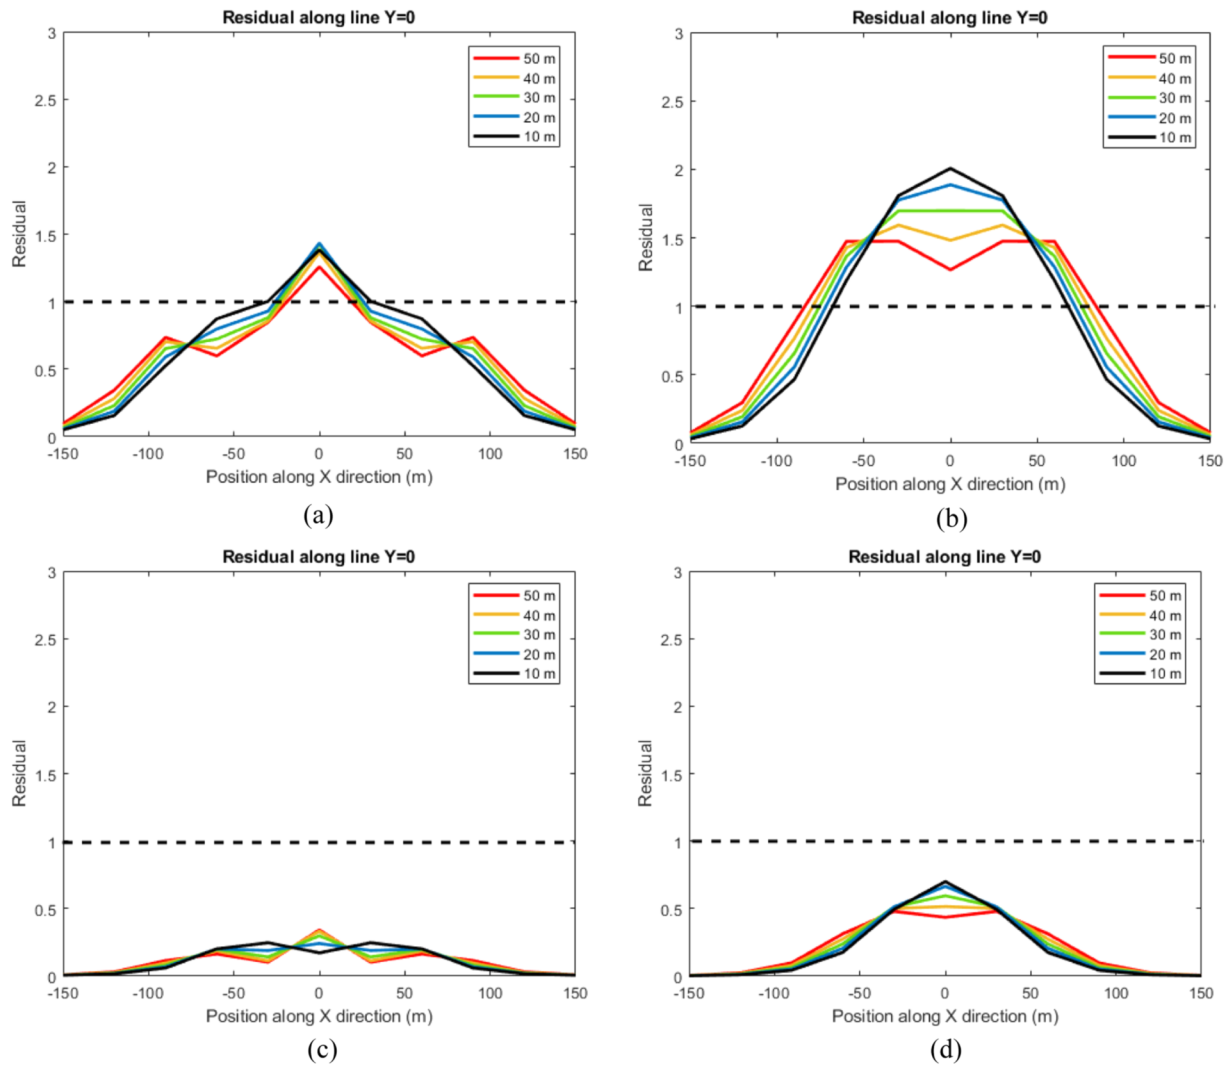 Residual along line Y=0
3
2.5
2
1.5
1
0.5
0
Residual
50 m
40 m
30 m
20 m
10 m
-150 -100 -50 0 50 100 150
Position along X direction (m)
(a)
Residual along line Y=0
3
2.5
2
1.5
1
0.5
0
Residual
50 m
40 m
30 m
20 m
10 m
-150 -100 -50 0 50 100 150
Position along X direction (m)
(b)
Residual along line Y=0
3
2.5
2
1.5
1
0.5
0
Residual
50 m
40 m
30 m
20 m
10 m
-150 -100 -50 0 50 100 150
Position along X direction (m)
(c)
Residual along line Y=0
3
2.5
2
1.5
1
0.5
0
Residual
50 m
40 m
30 m
20 m
10 m
-150 -100 -50 0 50 100 150
Position along X direction (m)
(d)